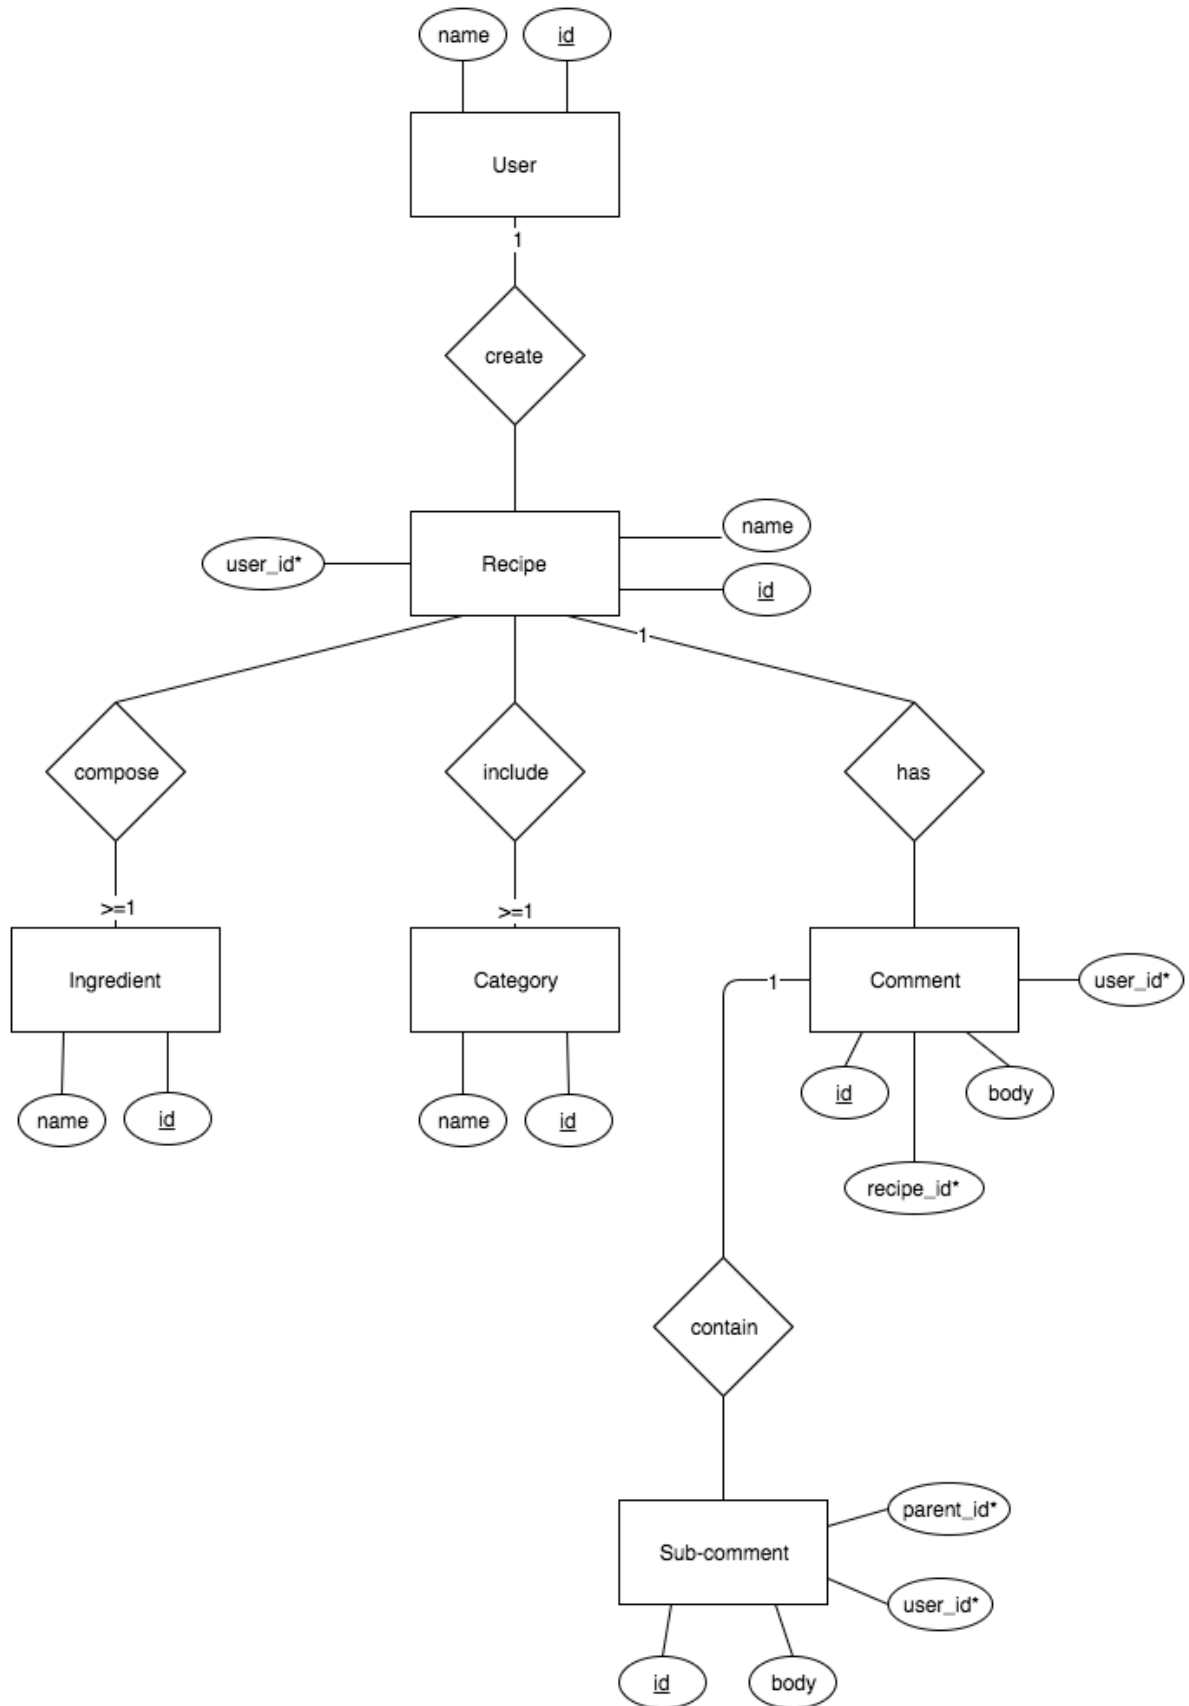 name
id
User
1
create
name
user_id*
Recipe
id
1
compose
include
has
>=1
>=1
Ingredient
Category
1
Comment
user_id*
name
id
name
id
id
body
recipe_id*
contain
parent_id*
Sub-comment
user_id*
id
body